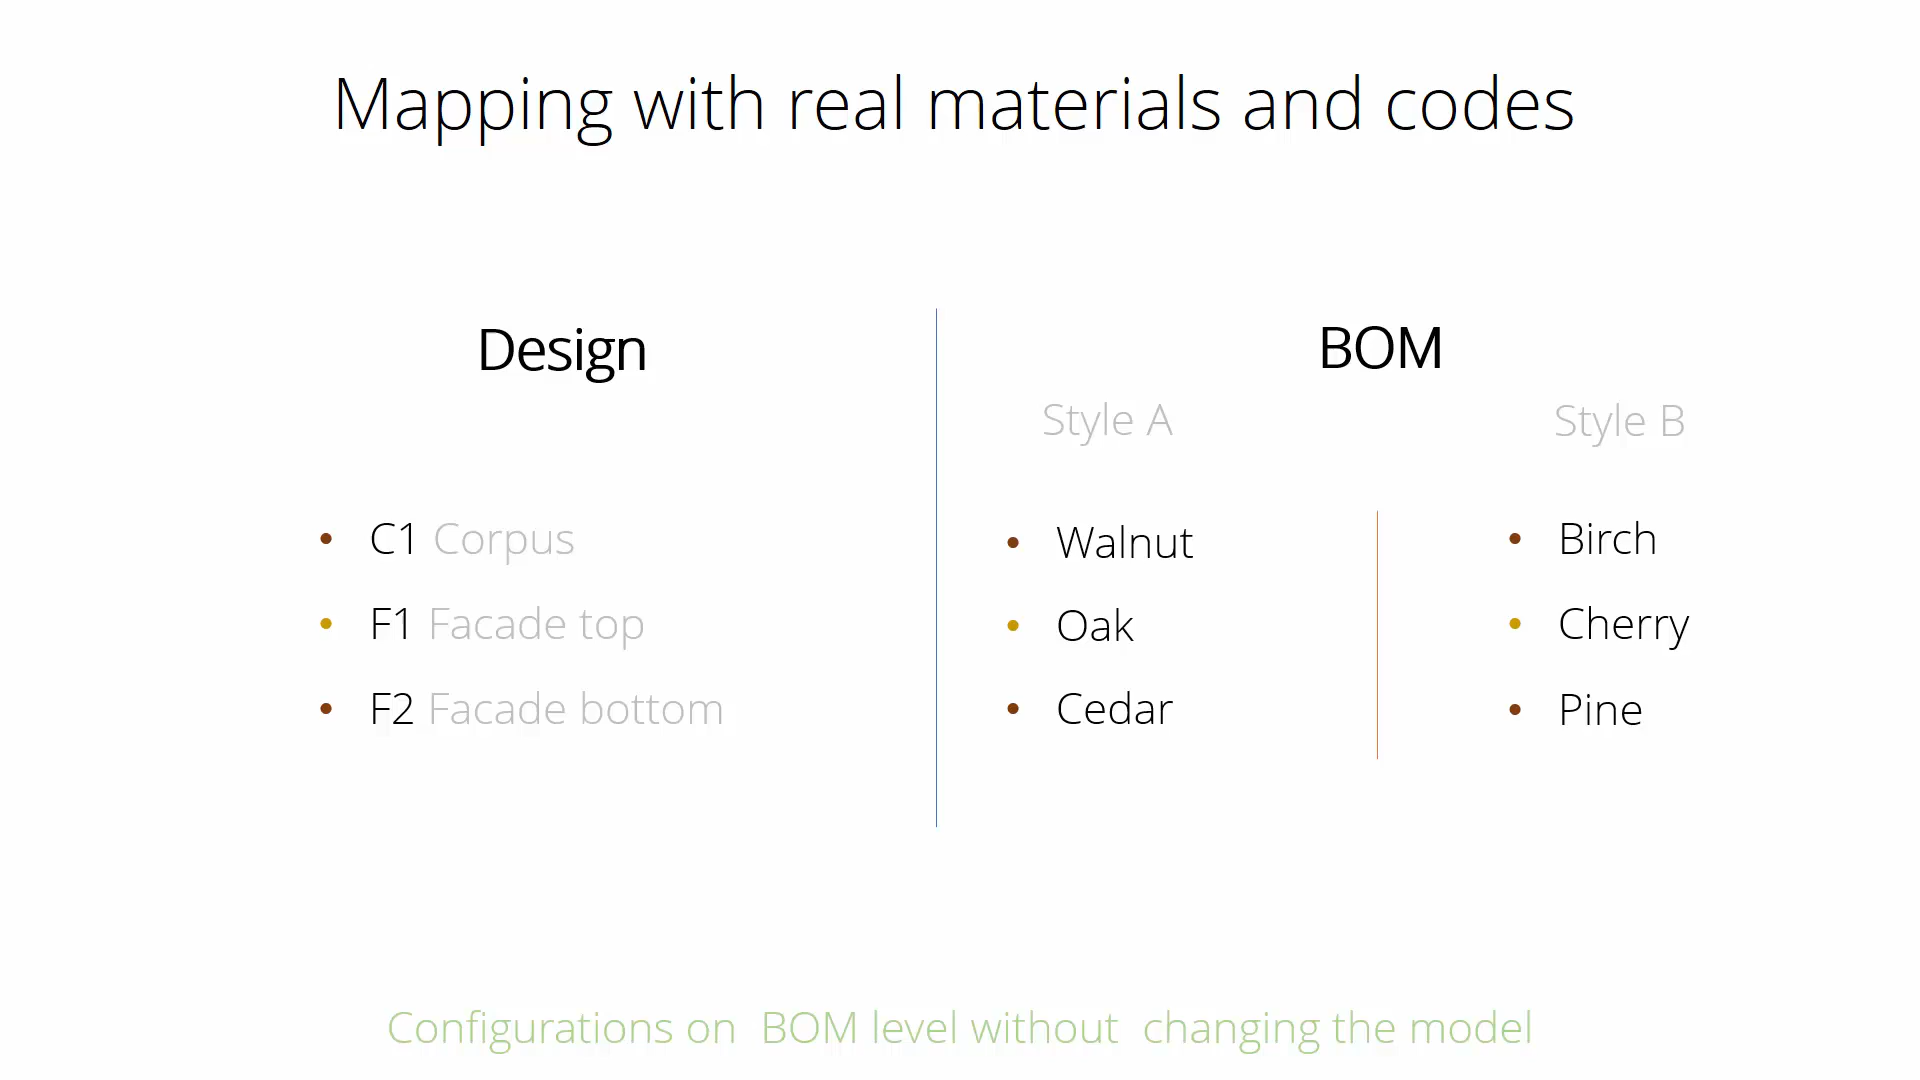 Mapping with real materials and codes
Design
C1 Corpus
F1 Facade top
F2 Facade bottom
BOM
Style A
Walnut
Oak
Cedar
Style B
Birch
Cherry
Pine
Configurations on  BOM level without  changing the model